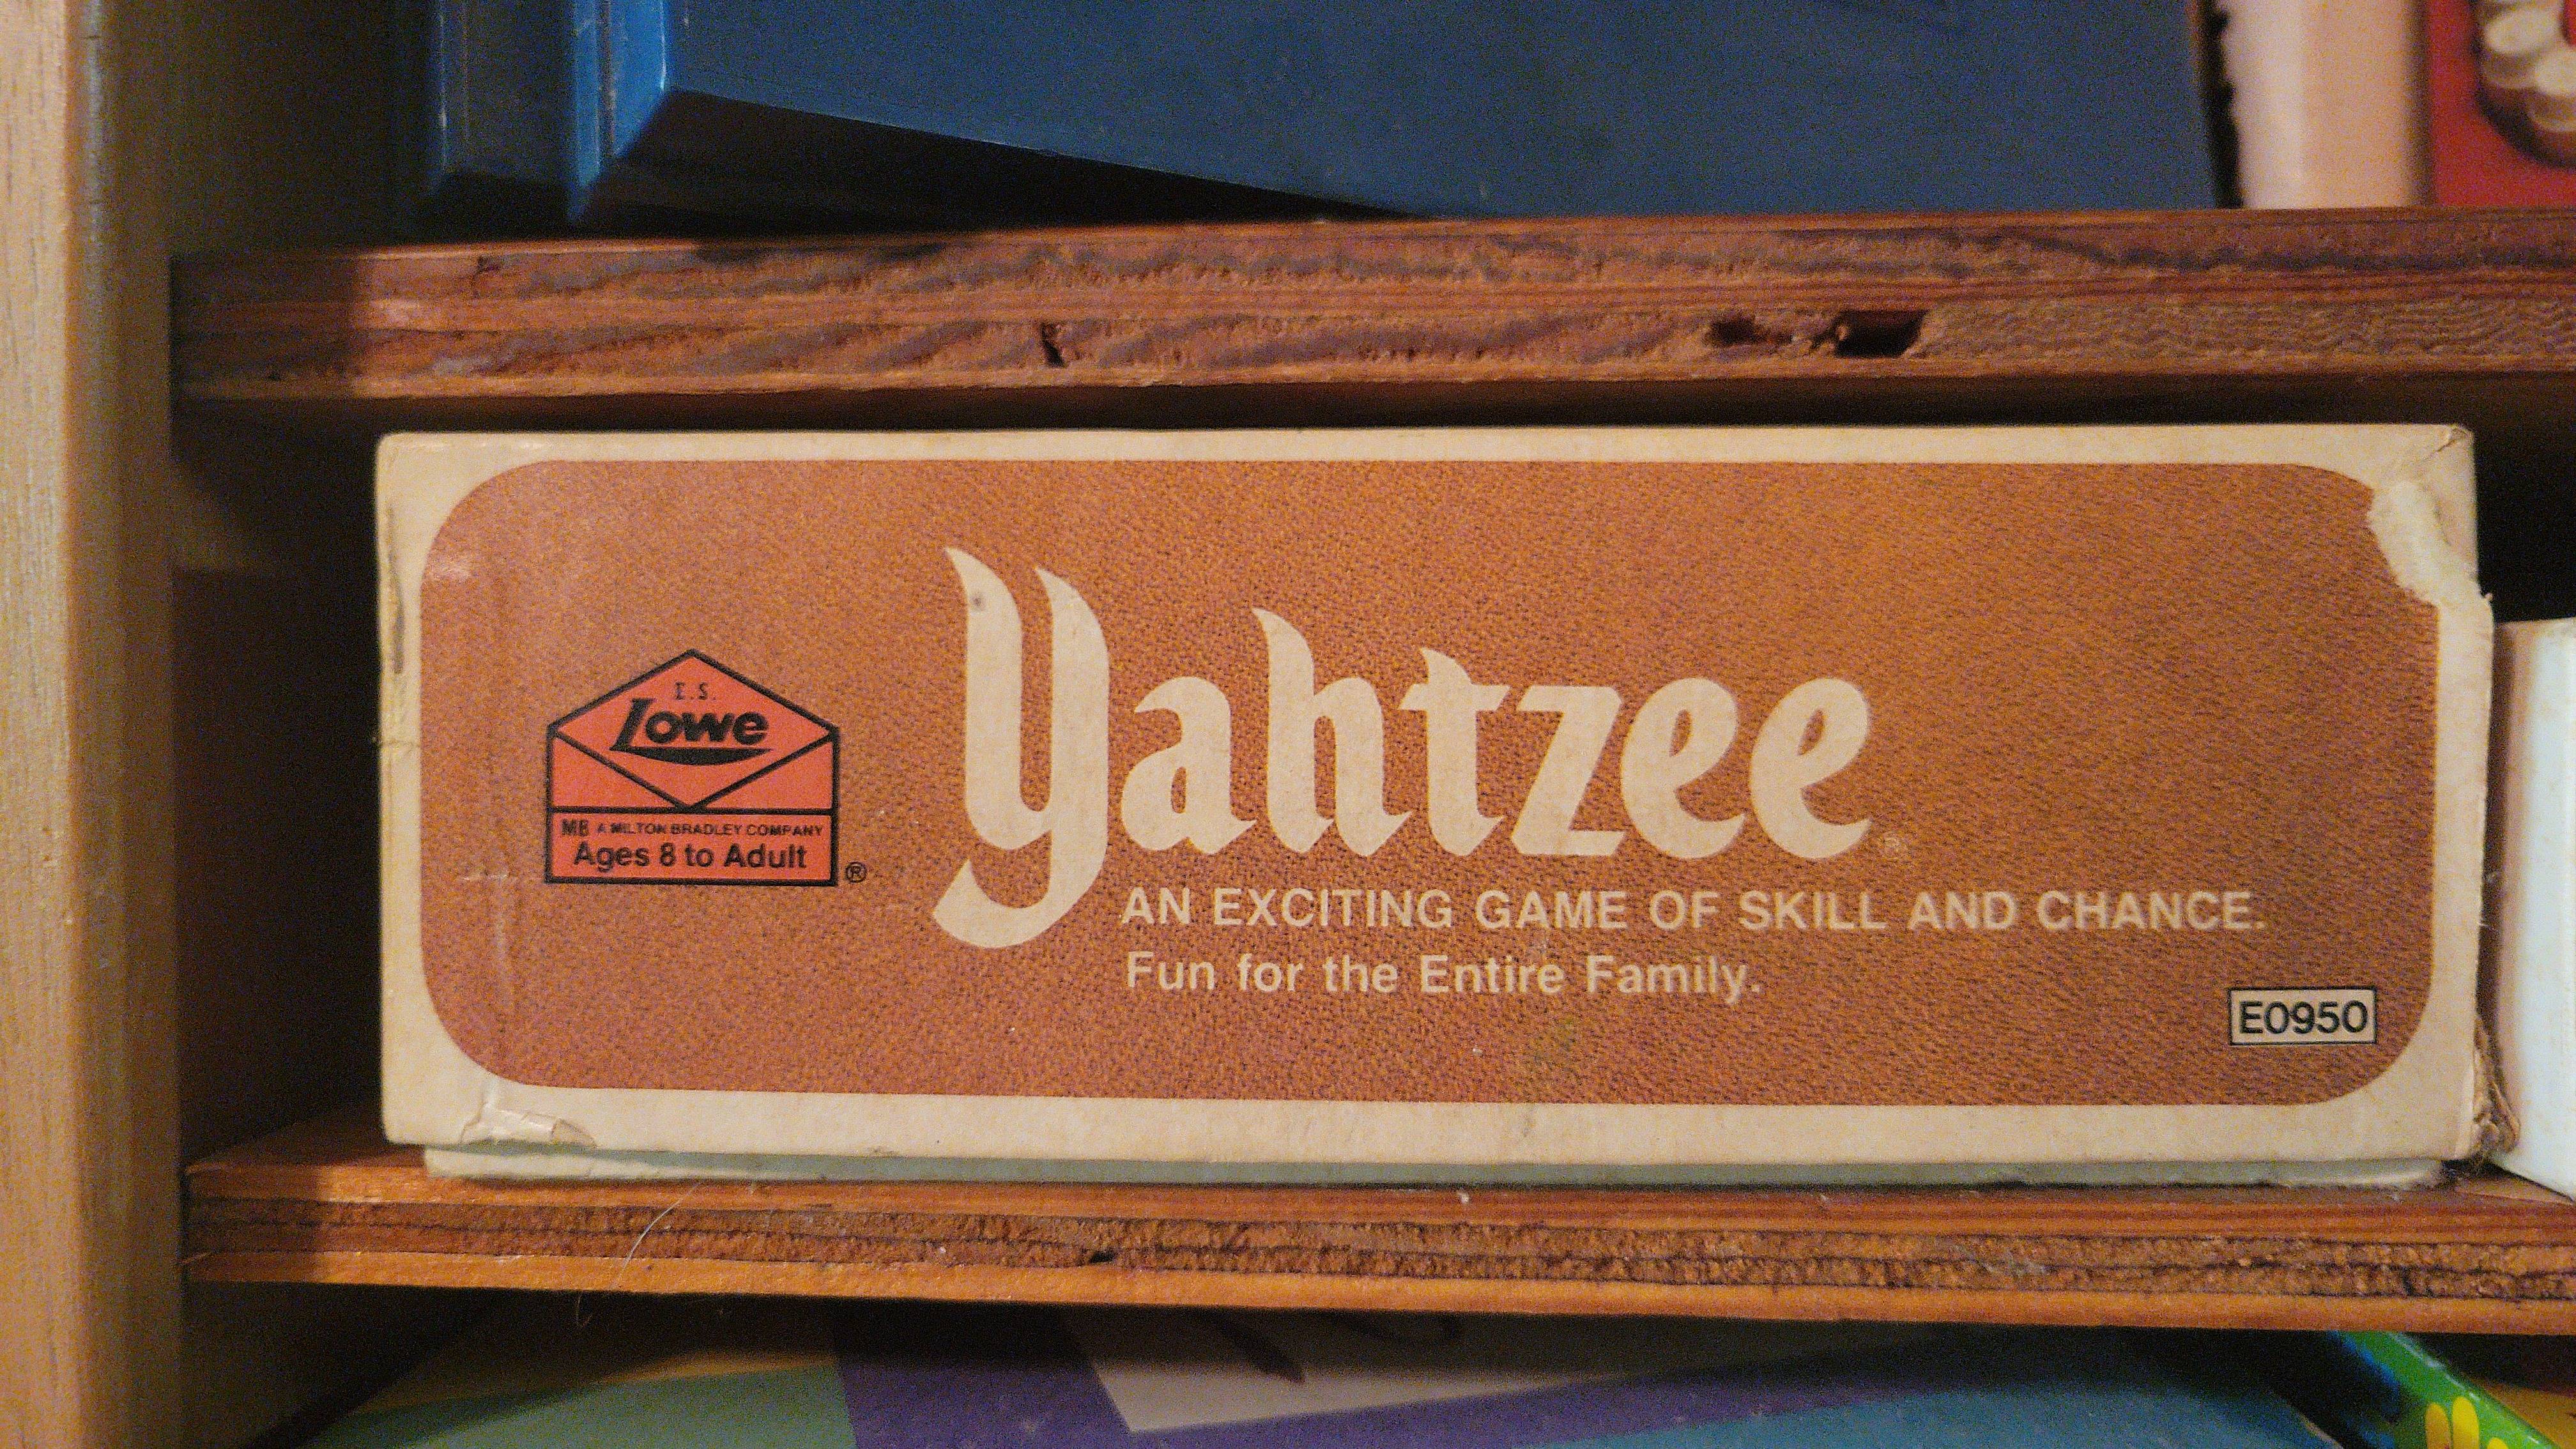 E.S.
Lowe
MB A MILTON BRADLEY COMPANY
Ages 8 to Adult
®
Yahtzee®
AN EXCITING GAME OF SKILL AND CHANCE.
Fun for the Entire Family.
E0950